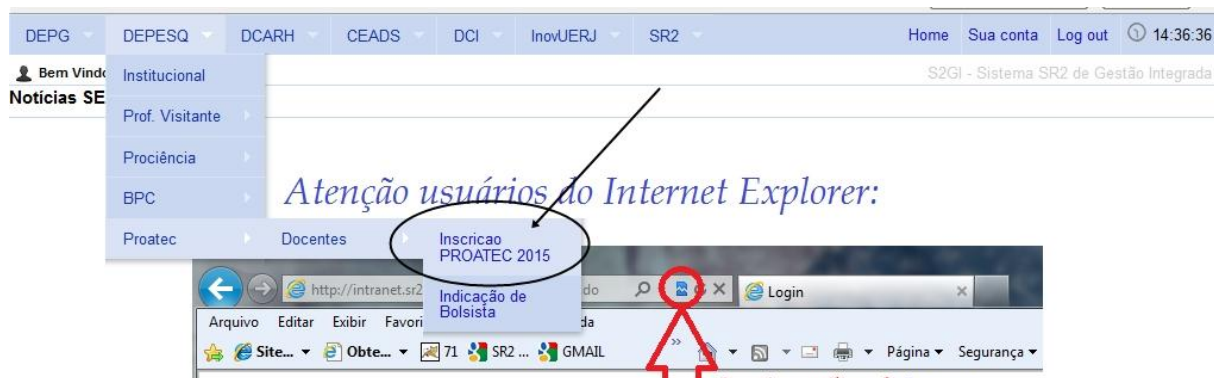 DEPG DEPESQ DCARH CEADS DCI InovUERJ SR2 Home Sua conta Log out 14:36:36
Bem Vindo Institucional S2GI - Sistema SR2 de Gestão Integrada
Notícias SE
Prof. Visitante
Prociência
BPC
Atenção usuários do Internet Explorer:
Proatec Docentes Inscricao
PROATEC 2015
Indicação de
Bolsista
http://intranet.sr2 do Login
Arquivo Editar Exibir Favori da
Site... Obte... 71 SR2 ... GMAIL Página Segurança